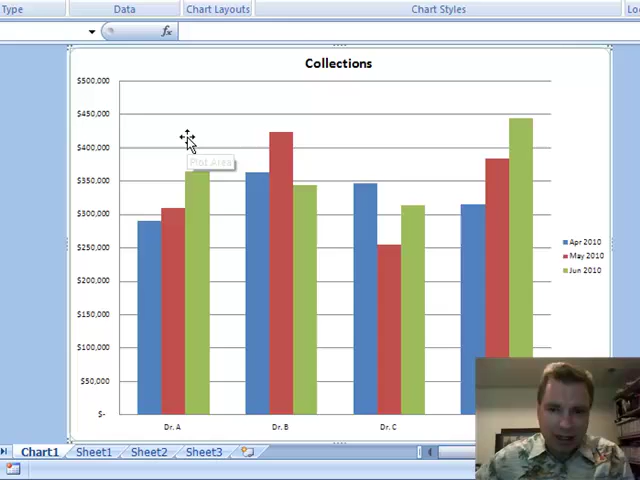 Type
Data
Chart Layouts
Chart Styles
fx
Collections
$500,000
$450,000
$400,000
$350,000
$300,000
$250,000
$200,000
$150,000
$100,000
$50,000
$-
Plot Area
Apr 2010
May 2010
Jun 2010
Dr. A
Dr. B
Dr. C
Chart1
Sheet1
Sheet2
Sheet3